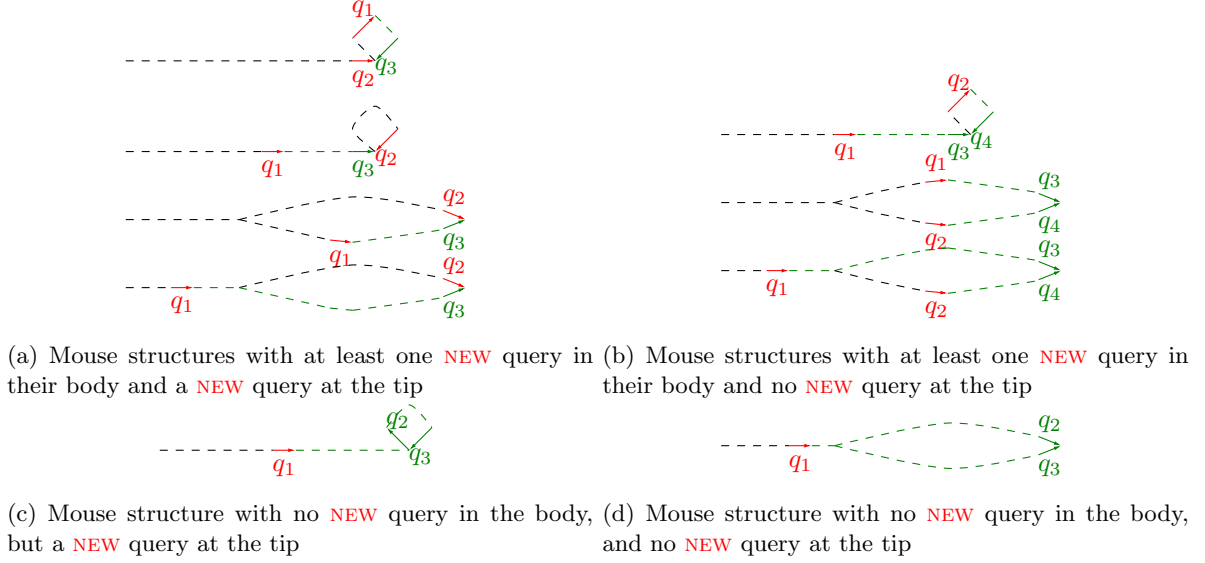 q₁
q₂ q₃
q₁ q₃ q₂
q₂
q₁ q₃
q₂
q₁ q₃
(a) Mouse structures with at least one NEW query in
their body and a NEW query at the tip
q₂
q₁ q₃ q₄
q₁ q₃
q₂ q₄
q₃
q₁ q₂ q₄
(b) Mouse structures with at least one NEW query in
their body and no NEW query at the tip
q₂
q₁ q₃
(c) Mouse structure with no NEW query in the body,
but a NEW query at the tip
q₂
q₁ q₃
(d) Mouse structure with no NEW query in the body,
and no NEW query at the tip